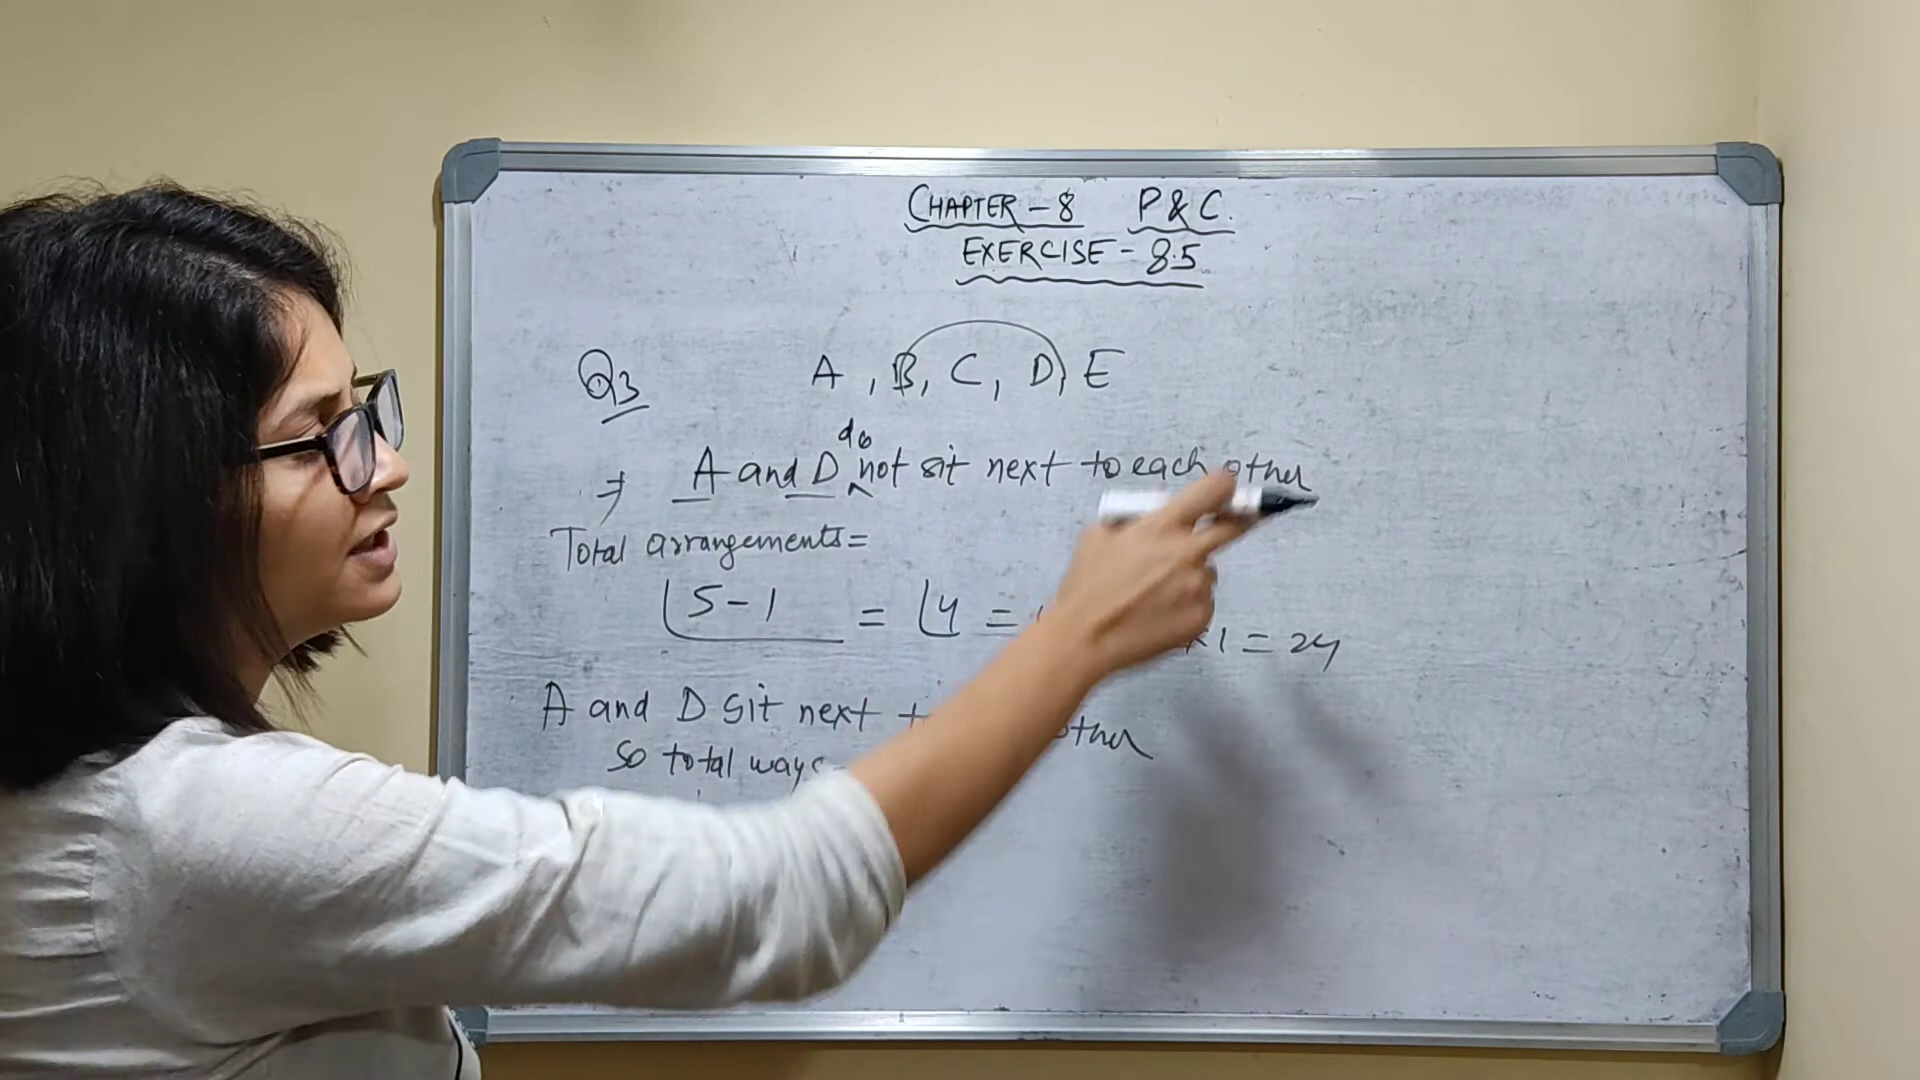 CHAPTER - 8 P & C.
EXERCISE - 8.5
Q3 A , B, C, D, E
⇒ A and D do not sit next to each other
Total arrangements =
⌊5-1 = ⌊4 = ×1 = 24
A and D sit next other
So total ways